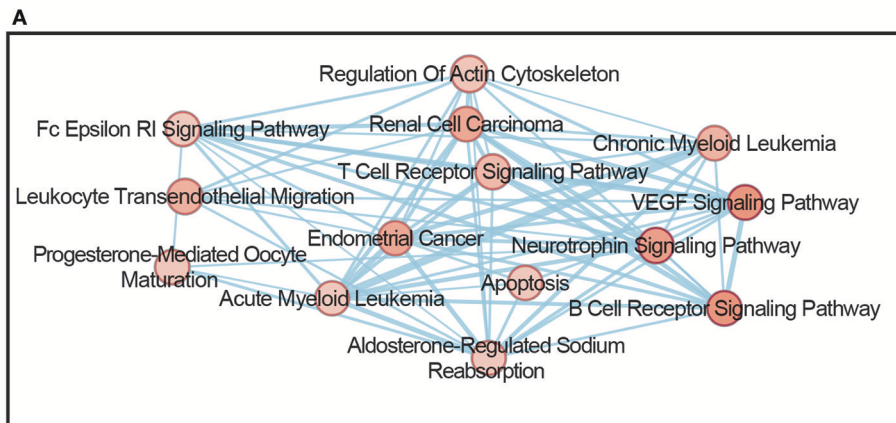 A
Regulation Of Actin Cytoskeleton
Fc Epsilon RI Signaling Pathway
Renal Cell Carcinoma
Chronic Myeloid Leukemia
T Cell Receptor Signaling Pathway
Leukocyte Transendothelial Migration
VEGF Signaling Pathway
Endometrial Cancer
Neurotrophin Signaling Pathway
Progesterone-Mediated Oocyte
Maturation
Apoptosis
Acute Myeloid Leukemia
B Cell Receptor Signaling Pathway
Aldosterone-Regulated Sodium
Reabsorption